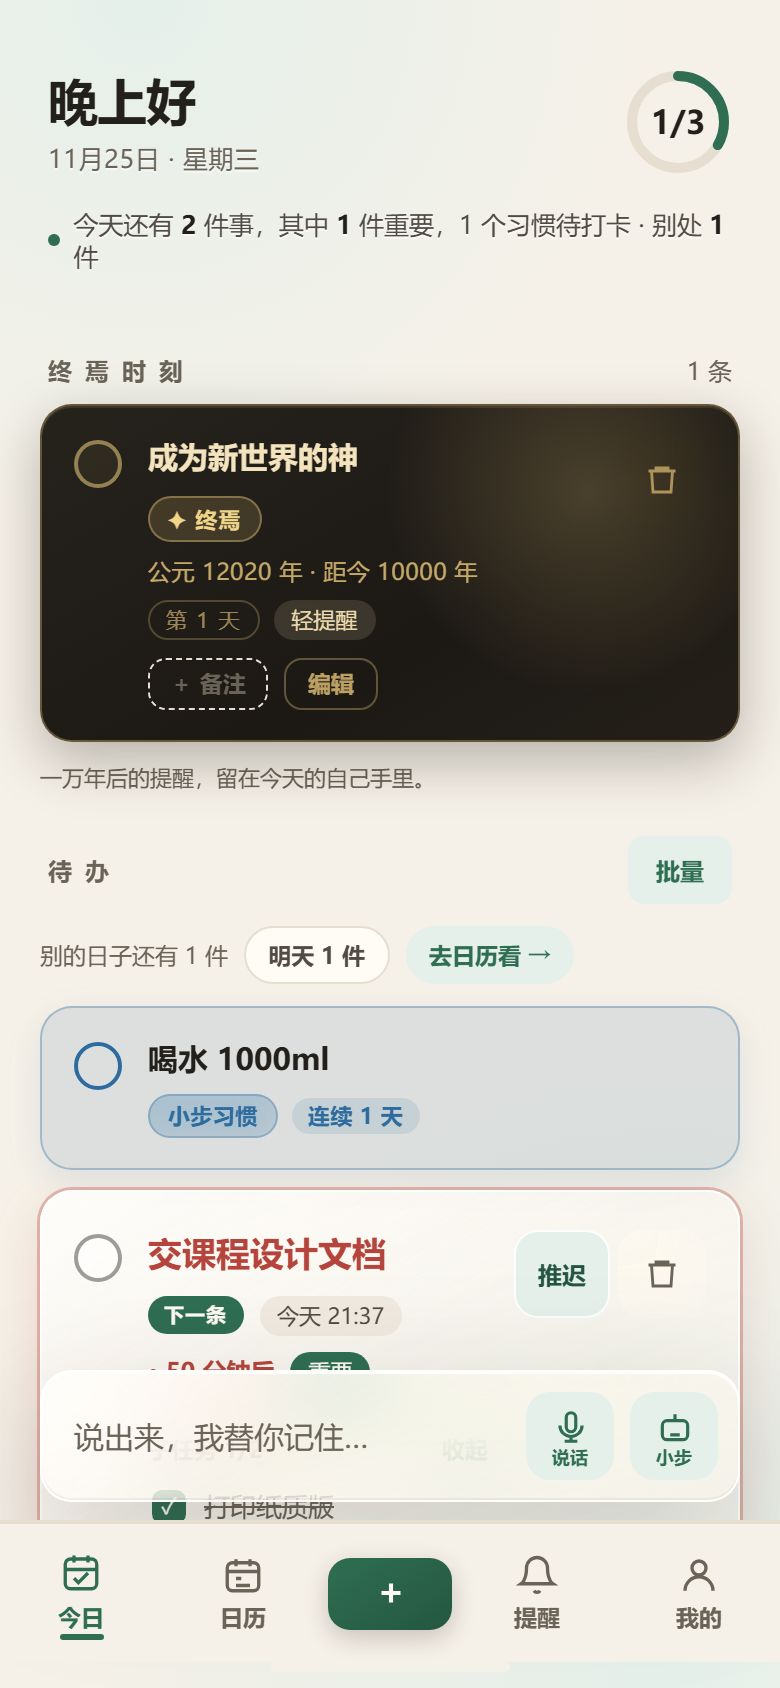 晚上好
1/3
11月25日 · 星期三
今天还有 2 件事，其中 1 件重要，1 个习惯待打卡 · 别处 1
件
终焉时刻
1 条
成为新世界的神
✦ 终焉
公元 12020 年 · 距今 10000 年
第 1 天 轻提醒
+ 备注 编辑
一万年后的提醒，留在今天的自己手里。
待办
批量
别的日子还有 1 件 明天 1 件 去日历看 →
喝水 1000ml
小步习惯 连续 1 天
交课程设计文档
推迟
下一条 今天 21:37
· 50 分钟后 重要
说出来，我替你记住...
说话 小步
收起
打印纸质版
今日 日历 + 提醒 我的